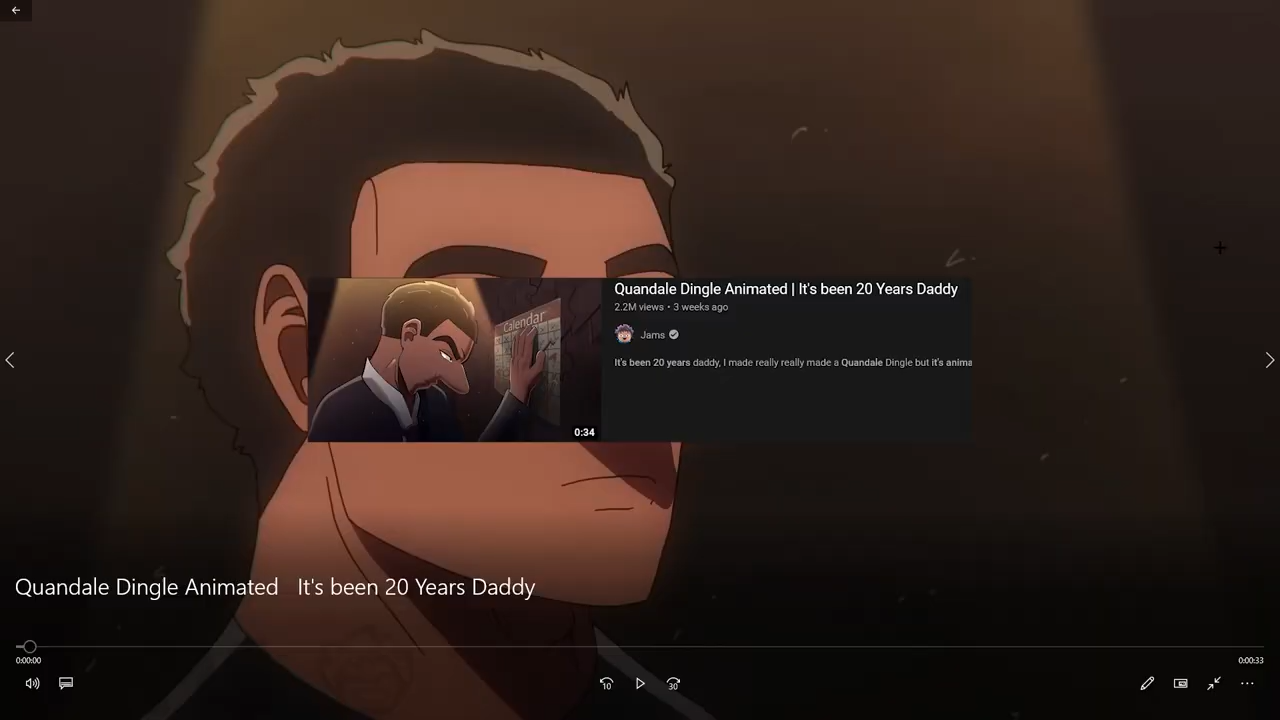 Calendar
Quandale Dingle Animated | It's been 20 Years Daddy
2.2M views • 3 weeks ago
Jams
It's been 20 years daddy, I made really really made a Quandale Dingle but it's anima
0:34
Quandale Dingle Animated   It's been 20 Years Daddy
0:00:00
0:00:33
10
30